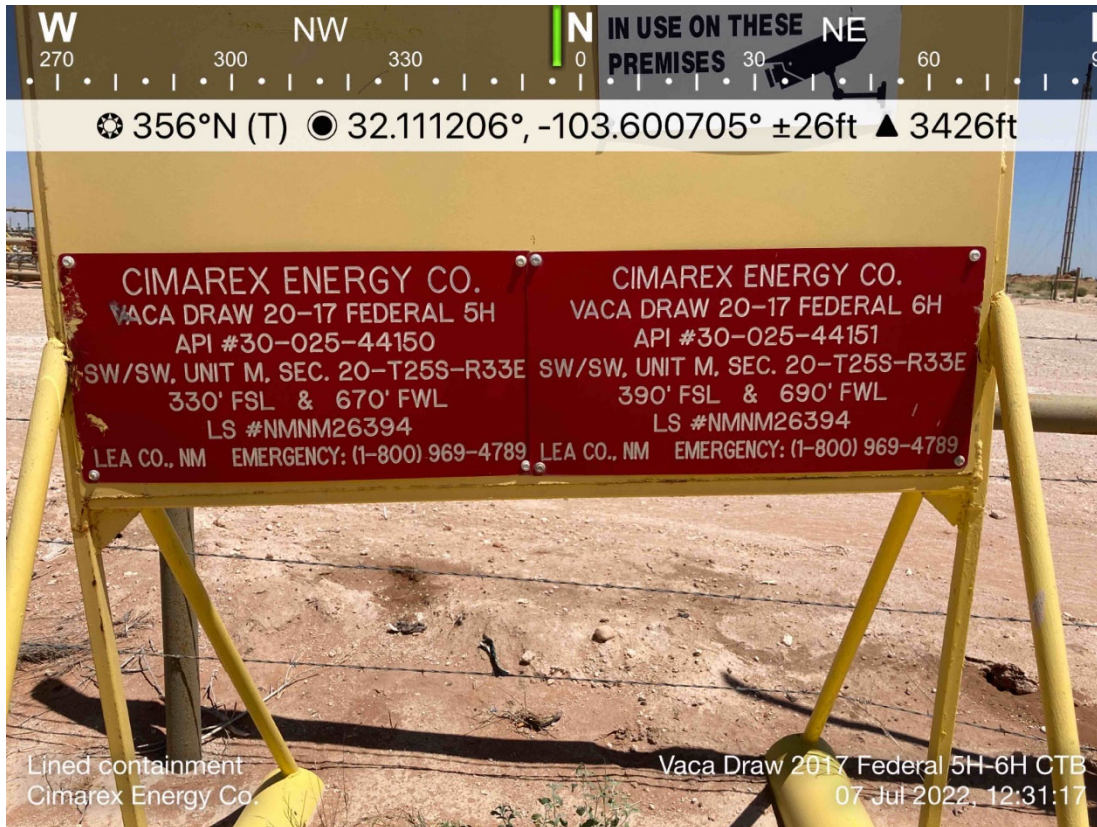 W NW N NE
270 300 330 0 30 60
IN USE ON THESE
PREMISES
356°N (T) 32.111206°, -103.600705° ±26ft ▲ 3426ft
CIMAREX ENERGY CO.
VACA DRAW 20-17 FEDERAL 5H
API #30-025-44150
SW/SW, UNIT M, SEC. 20-T25S-R33E
330' FSL & 670' FWL
LS #NMNM26394
LEA CO., NM EMERGENCY: (1-800) 969-4789
CIMAREX ENERGY CO.
VACA DRAW 20-17 FEDERAL 6H
API #30-025-44151
SW/SW, UNIT M, SEC. 20-T25S-R33E
390' FSL & 690' FWL
LS #NMNM26394
LEA CO., NM EMERGENCY: (1-800) 969-4789
Lined containment
Cimarex Energy Co.
Vaca Draw 2017 Federal 5H-6H CTB
07 Jul 2022, 12:31:17